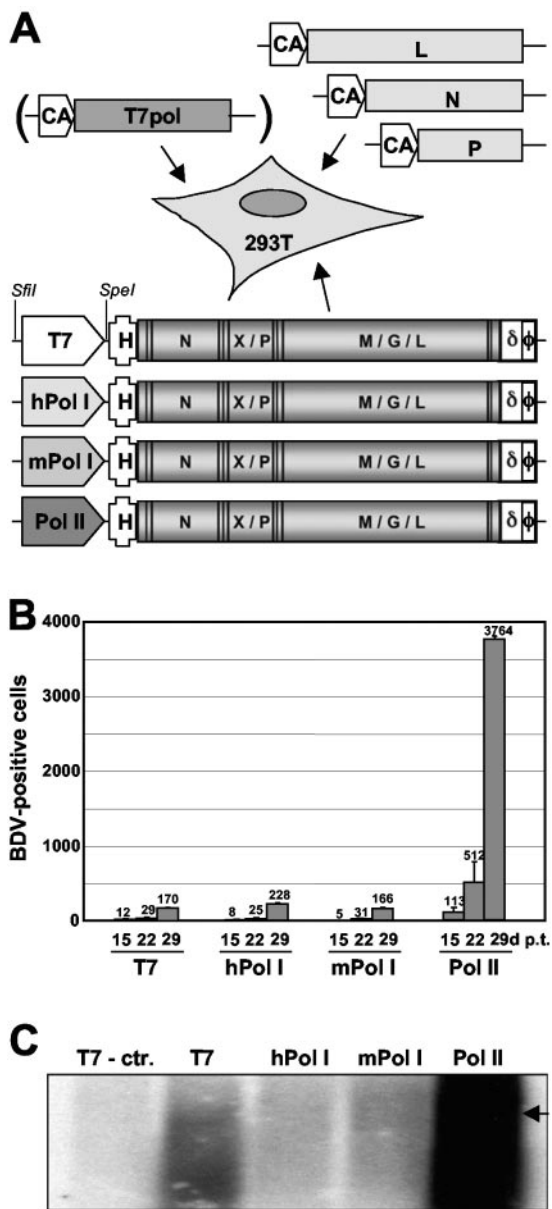 A
CA L
CA N
CA P
( CA T7pol )
293T
SfiI SpeI
T7 H N X / P M / G / L δ ϕ
hPol I H N X / P M / G / L δ ϕ
mPol I H N X / P M / G / L δ ϕ
Pol II H N X / P M / G / L δ ϕ
B
BDV-positive cells
4000
3000
2000
1000
0
12 29 170
8 25 228
5 31 166
113 512 3764
15 22 29 15 22 29 15 22 29 15 22 29d p.t.
T7 hPol I mPol I Pol II
C
T7 - ctr. T7 hPol I mPol I Pol II